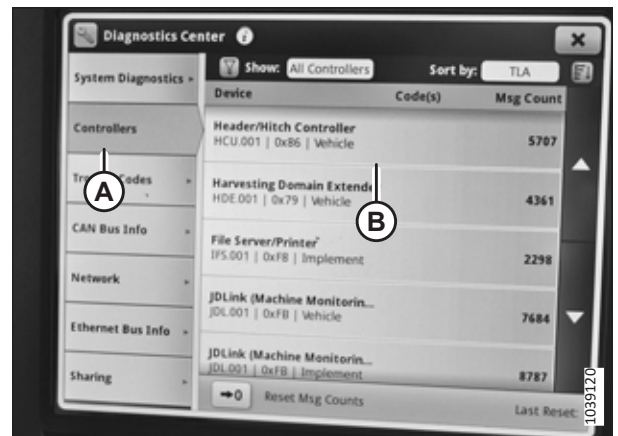 Diagnostics Center i
System Diagnostics
Show: All Controllers Sort by: TLA
Device Code(s) Msg Count
Controllers
Header/Hitch Controller
HCU.001 | 0x86 | Vehicle 5707
A
Codes
Harvesting Domain Extende
HDE.001 | 0x79 | Vehicle 4361
B
CAN Bus Info
File Server/Printer
IFS.001 | 0xF8 | Implement 2298
Network
JDLink (Machine Monitorin...
JDL.001 | 0xFB | Vehicle 7684
Ethernet Bus Info
JDLink (Machine Monitorin...
JDL.001 | 0xFB | Implement 8787
Sharing
→0 Reset Msg Counts Last Reset:
1039120